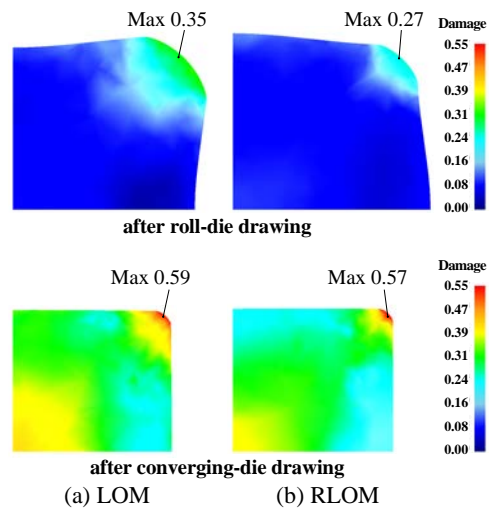 Max 0.35
Max 0.27
Damage
0.55
0.47
0.39
0.31
0.24
0.16
0.08
0.00
after roll-die drawing
Max 0.59
Max 0.57
Damage
0.55
0.47
0.39
0.31
0.24
0.16
0.08
0.00
after converging-die drawing
(a) LOM
(b) RLOM